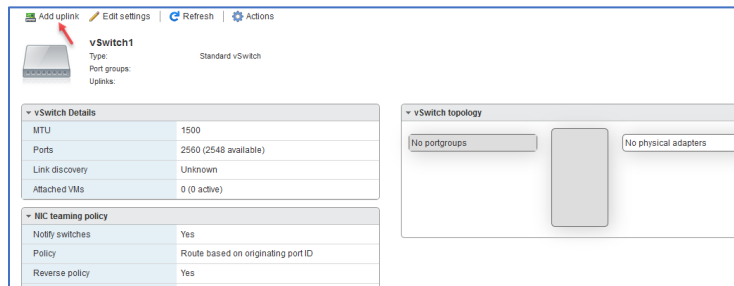 Add uplink Edit settings Refresh Actions
vSwitch1
Type: Standard vSwitch
Port groups:
Uplinks:
vSwitch Details
MTU 1500
Ports 2560 (2548 available)
Link discovery Unknown
Attached VMs 0 (0 active)
NIC teaming policy
Notify switches Yes
Policy Route based on originating port ID
Reverse policy Yes
vSwitch topology
No portgroups No physical adapters